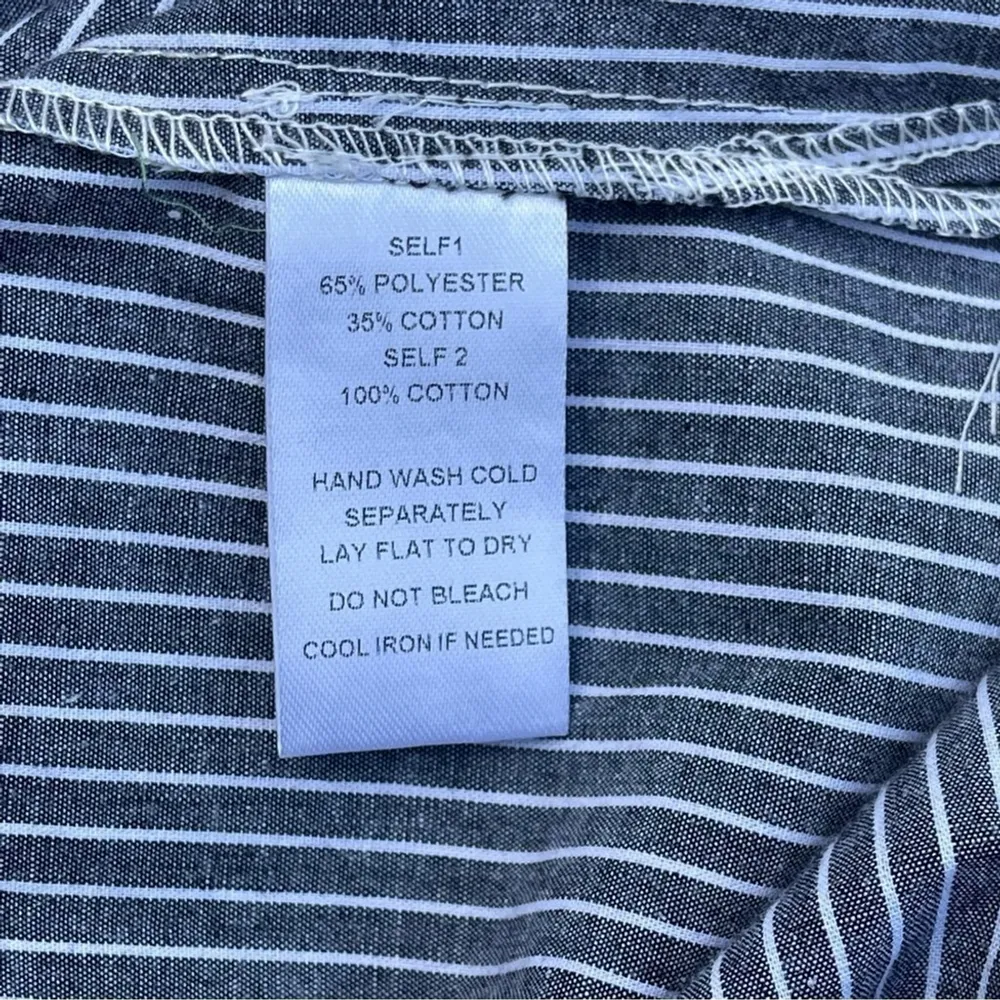 SELF1
65% POLYESTER
35% COTTON
SELF 2
100% COTTON
HAND WASH COLD
SEPARATELY
LAY FLAT TO DRY
DO NOT BLEACH
COOL IRON IF NEEDED